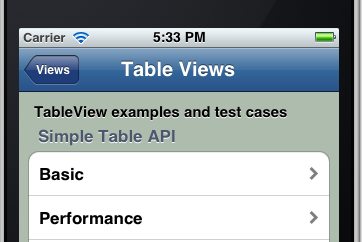 Carrier 5:33 PM
Views Table Views
TableView examples and test cases
Simple Table API
Basic
Performance